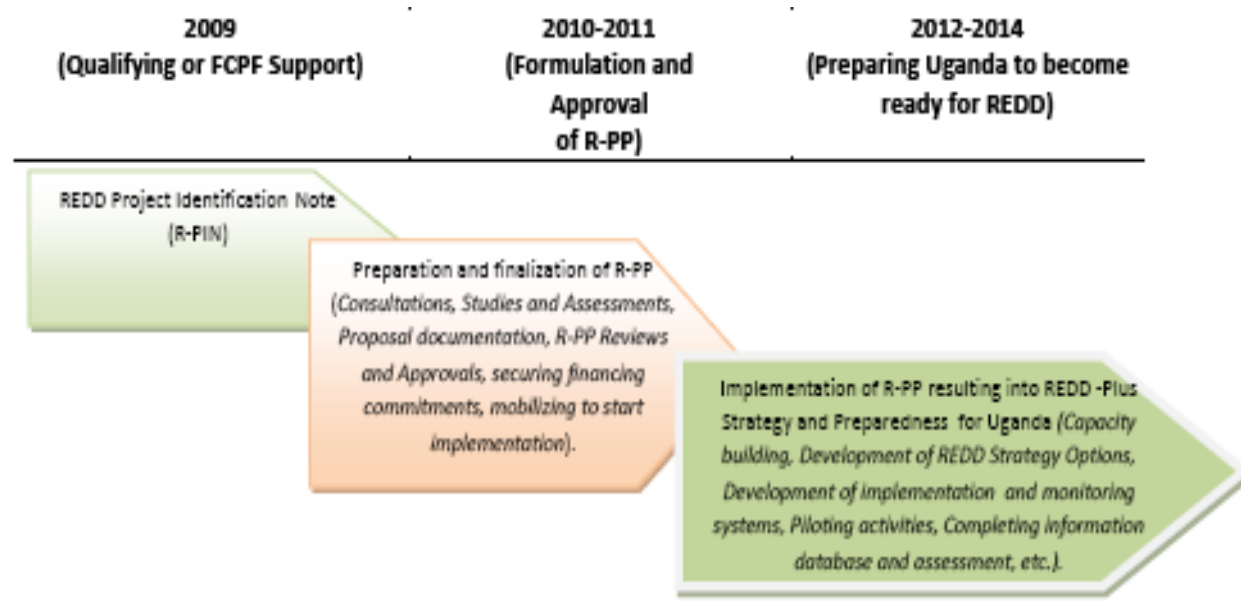 2009
(Qualifying or FCPF Support)
2010-2011
(Formulation and
Approval
of R-PP)
2012-2014
(Preparing Uganda to become
ready for REDD)
REDD Project Identification Note
(R-PIN)
Preparation and finalization of R-PP
(Consultations, Studies and Assessments,
Proposal documentation, R-PP Reviews
and Approvals, securing financing
commitments, mobilizing to start
implementation).
Implementation of R-PP resulting into REDD -Plus
Strategy and Preparedness for Uganda (Capacity
building, Development of REDD Strategy Options,
Development of implementation and monitoring
systems, Piloting activities, Completing information
database and assessment, etc.).